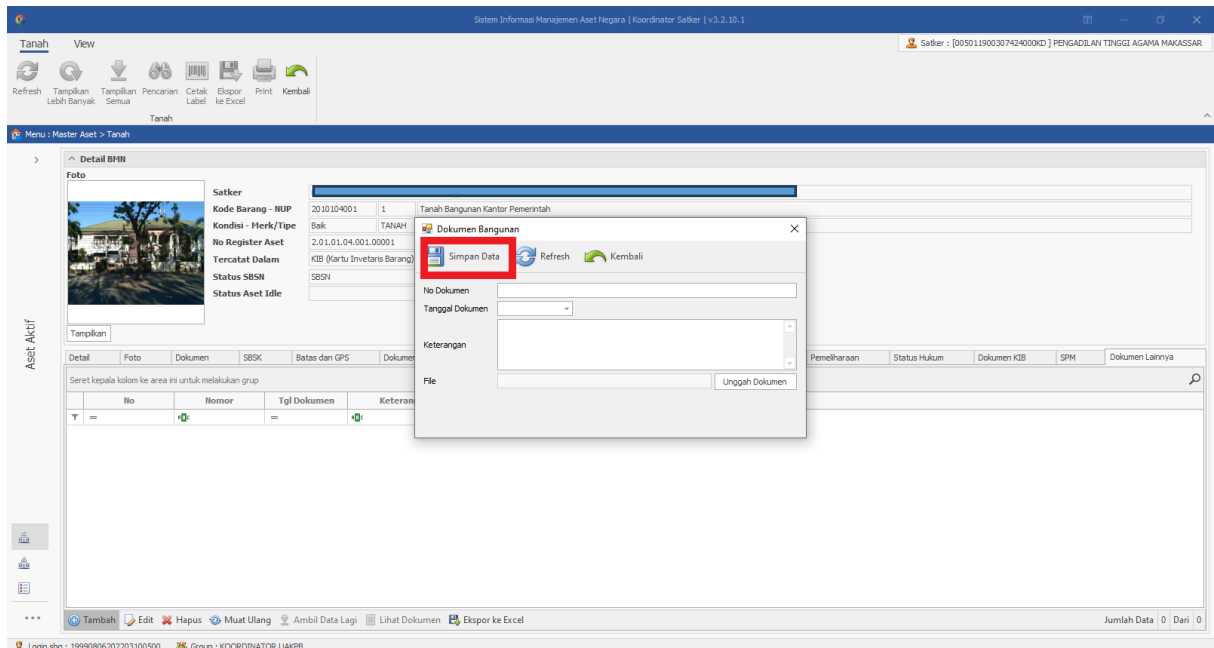 Sistem Informasi Manajemen Aset Negara | Koordinator Satker | v3.2.10.1
Tanah View
Satker : [005011900307424000KD ] PENGADILAN TINGGI AGAMA MAKASSAR
Refresh
Tampilkan Lebih Banyak
Tampilkan Semua
Pencarian
Cetak Label
Ekspor ke Excel
Print
Kembali
Tanah
Menu : Master Aset > Tanah
Detail BMN
Foto
Satker
Kode Barang - NUP 2010104001 1 Tanah Bangunan Kantor Pemerintah
Kondisi - Merk/Tipe Baik TANAH
No Register Aset 2.01.01.04.001.00001
Tercatat Dalam KIB (Kartu Invetaris Barang)
Status SBSN SBSN
Status Aset Idle
Tampilkan
Aset Aktif
Dokumen Bangunan
Simpan Data Refresh Kembali
No Dokumen
Tanggal Dokumen
Keterangan
File Unggah Dokumen
Detail Foto Dokumen SBSK Batas dan GPS Pemeliharaan Status Hukum Dokumen KIB SPM Dokumen Lainnya
Seret kepala kolom ke area ini untuk melakukan grup
No Nomor Tgl Dokumen
Tambah Edit Hapus Muat Ulang Ambil Data Lagi Lihat Dokumen Ekspor ke Excel
Jumlah Data 0 Dari 0